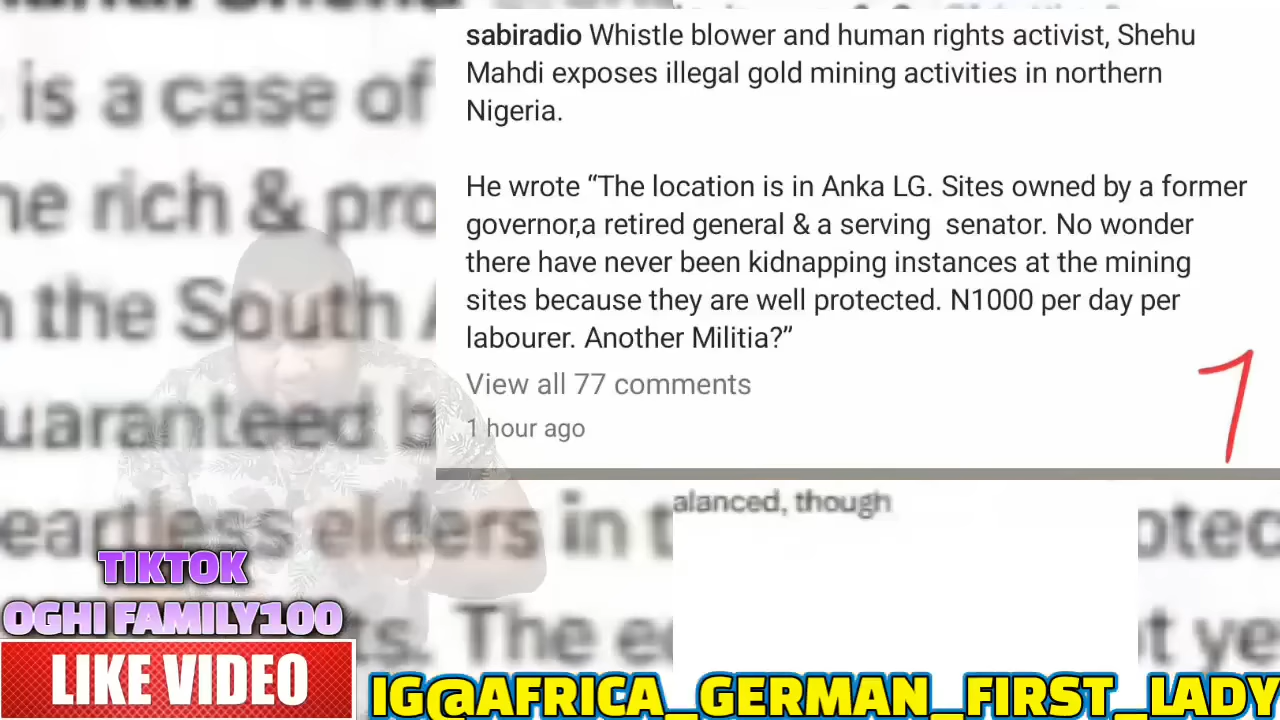 sabiradio Whistle blower and human rights activist, Shehu
Mahdi exposes illegal gold mining activities in northern
Nigeria.
He wrote “The location is in Anka LG. Sites owned by a former
governor,a retired general & a serving  senator. No wonder
there have never been kidnapping instances at the mining
sites because they are well protected. N1000 per day per
labourer. Another Militia?”
View all 77 comments
1 hour ago
1
is a case of
rich & pro
the South
elders in
The
alanced, though
TIKTOK
OGHI FAMILY100
LIKE VIDEO
IG@AFRICA_GERMAN_FIRST_LADY